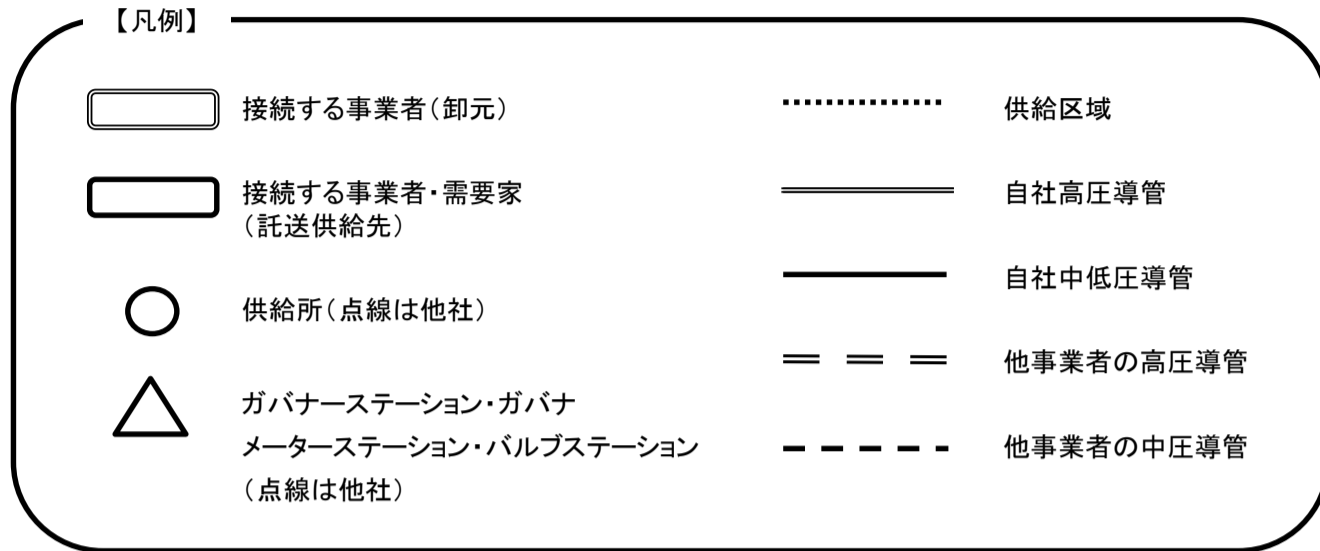 【凡例】
接続する事業者（卸元）
接続する事業者・需要家
（託送供給先）
供給所（点線は他社）
ガバナーステーション・ガバナ
メーターステーション・バルブステーション
（点線は他社）
供給区域
自社高圧導管
自社中低圧導管
他事業者の高圧導管
他事業者の中圧導管